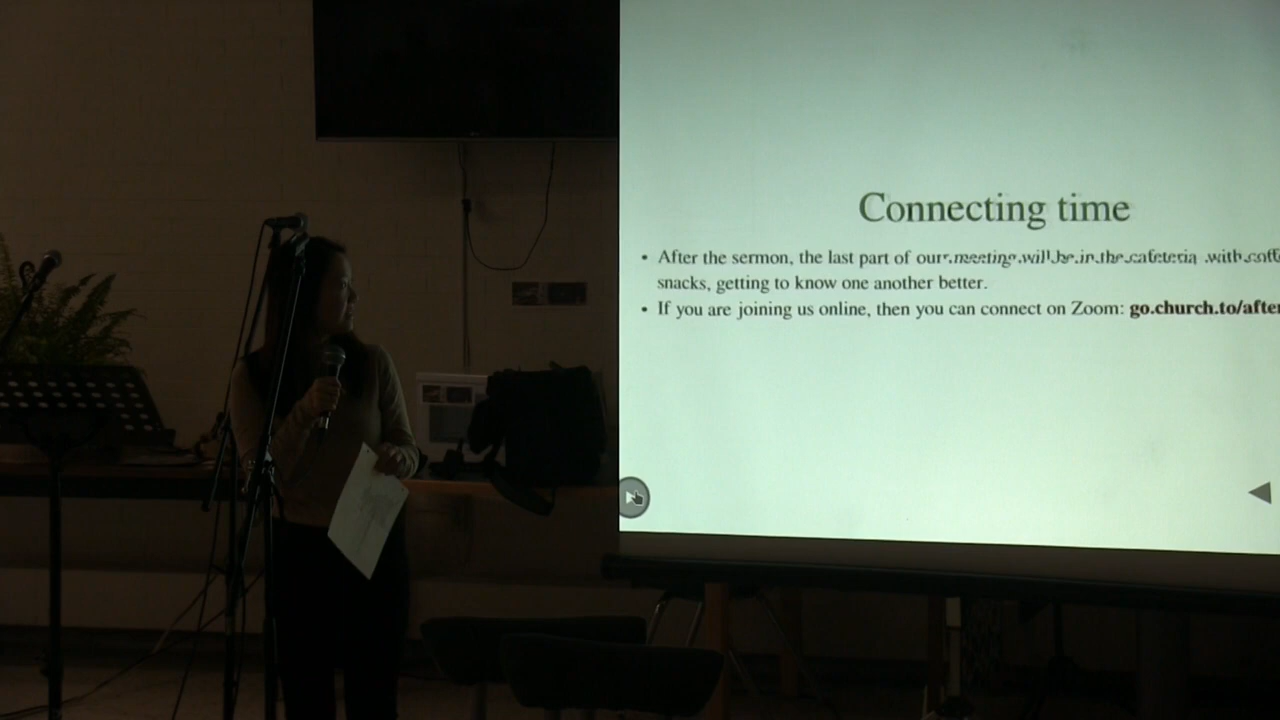 Connecting time
• After the sermon, the last part of our meeting will be in the cafeteria with
snacks, getting to know one another better.
• If you are joining us online, then you can connect on Zoom: go.church.to/after